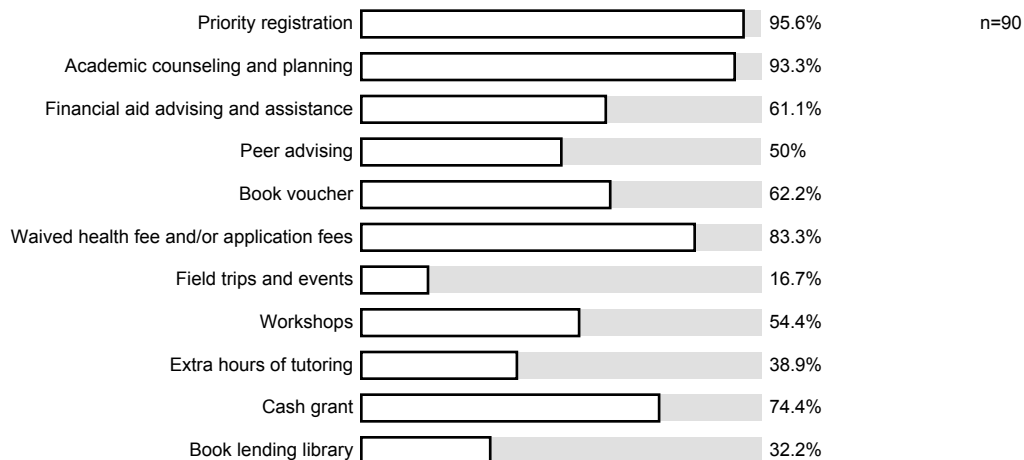 Priority registration 95.6% n=90
Academic counseling and planning 93.3%
Financial aid advising and assistance 61.1%
Peer advising 50%
Book voucher 62.2%
Waived health fee and/or application fees 83.3%
Field trips and events 16.7%
Workshops 54.4%
Extra hours of tutoring 38.9%
Cash grant 74.4%
Book lending library 32.2%